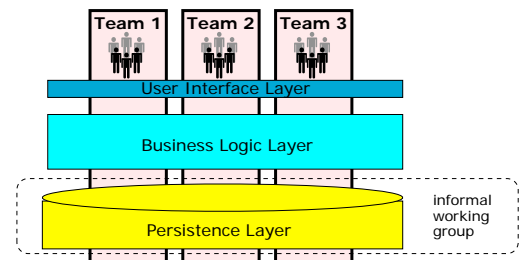 Team 1
Team 2
Team 3
User Interface Layer
Business Logic Layer
Persistence Layer
informal
working
group